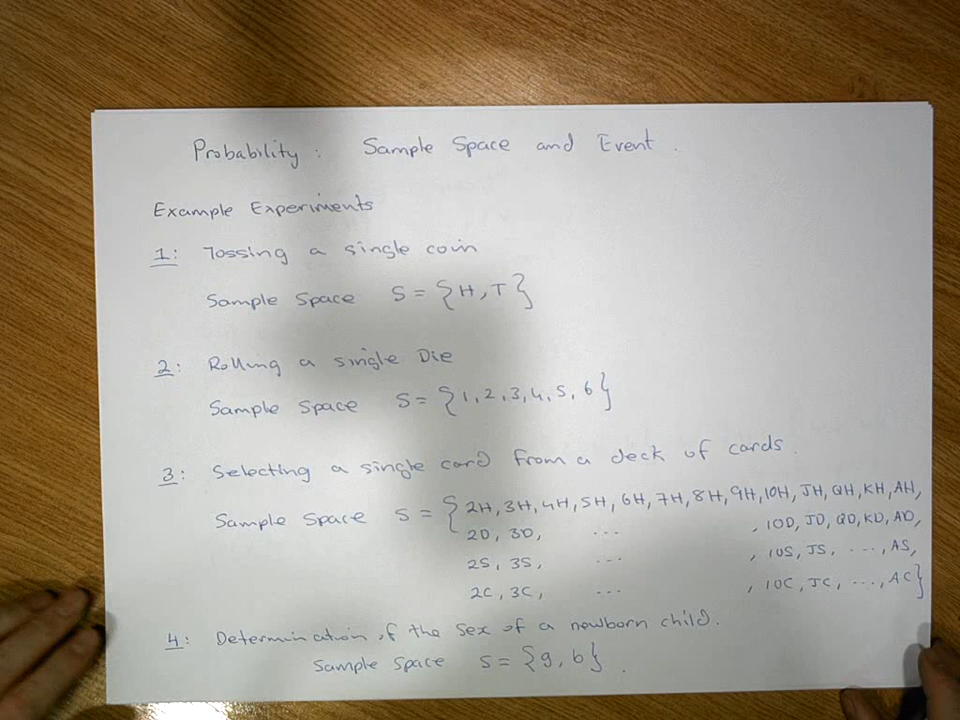 Probability : Sample Space and Event .
Example Experiments
1: Tossing a single coin
Sample Space S = {H, T}
2: Rolling a single Die
Sample Space S = {1, 2, 3, 4, 5, 6}
3: Selecting a single card from a deck of cards .
Sample Space S = {2H, 3H, 4H, 5H, 6H, 7H, 8H, 9H, 10H, JH, QH, KH, AH,
2D, 3D, ... , 10D, JD, QD, KD, AD,
2S, 3S, ... , 10S, JS, ..., AS,
2C, 3C, ... , 10C, JC, ..., AC}
4: Determination of the Sex of a newborn child.
Sample Space S = {g, b} .